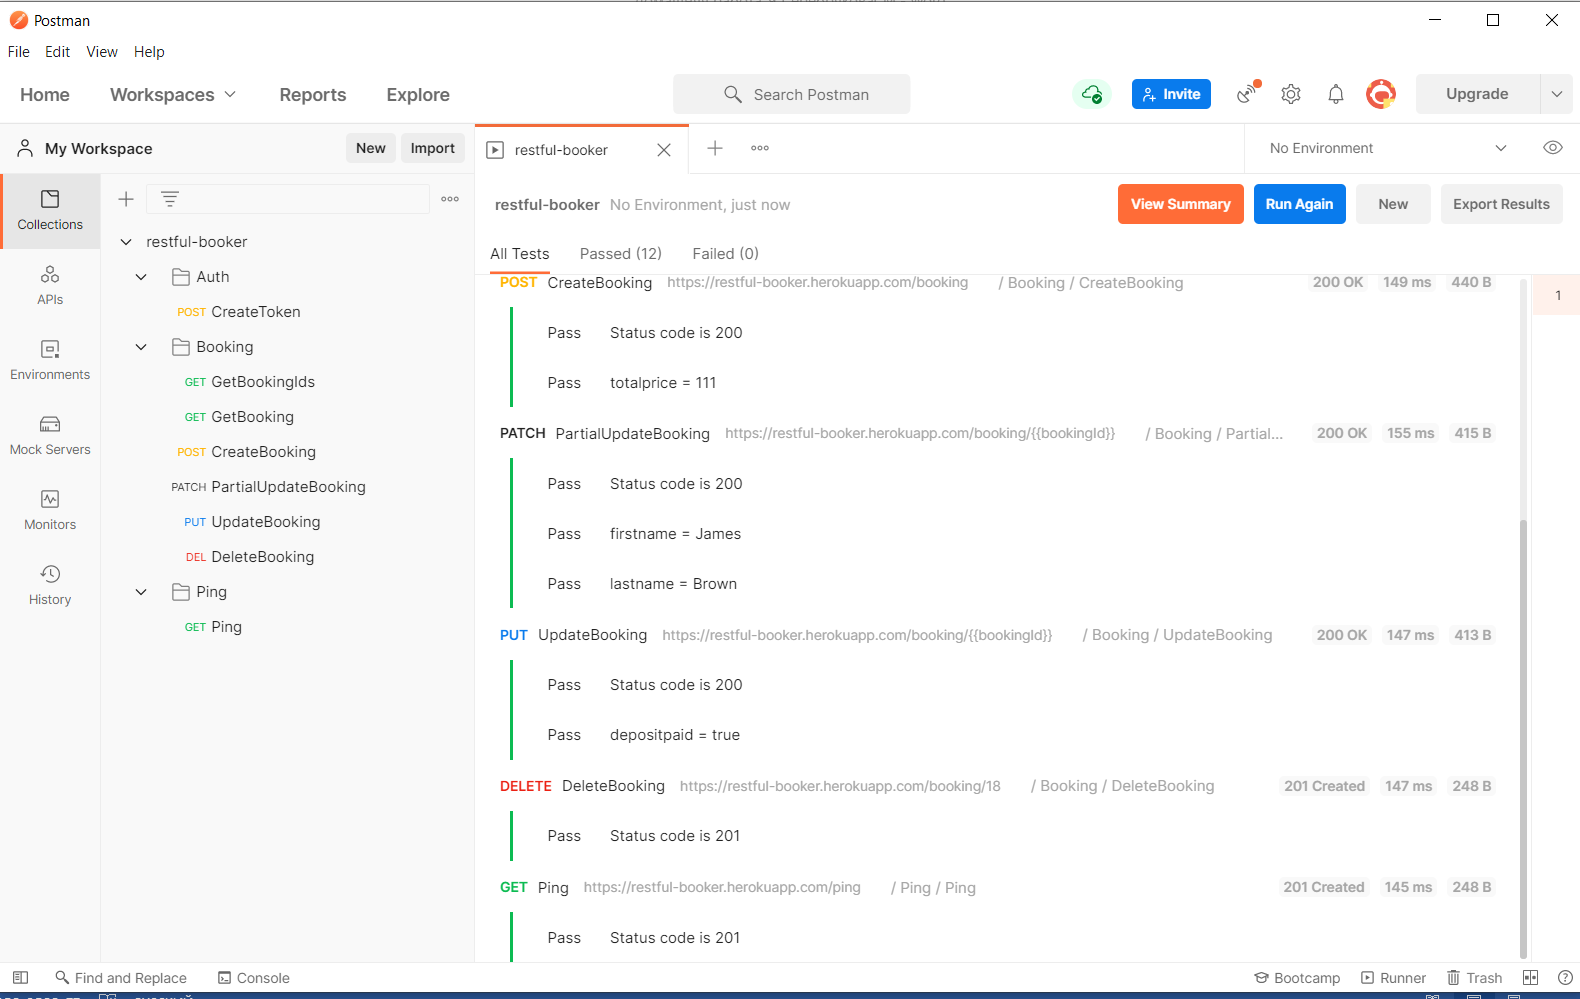 Postman
File Edit View Help
Home Workspaces Reports Explore Search Postman Invite Upgrade
My Workspace New Import restful-booker No Environment
restful-booker No Environment, just now View Summary Run Again New Export Results
All Tests Passed (12) Failed (0)
Collections
APIs
Environments
Mock Servers
Monitors
History
restful-booker
Auth
POST CreateToken
Booking
GET GetBookingIds
GET GetBooking
POST CreateBooking
PATCH PartialUpdateBooking
PUT UpdateBooking
DEL DeleteBooking
Ping
GET Ping
POST CreateBooking https://restful-booker.herokuapp.com/booking / Booking / CreateBooking 200 OK 149 ms 440 B
1
Pass Status code is 200
Pass totalprice = 111
PATCH PartialUpdateBooking https://restful-booker.herokuapp.com/booking/{{bookingId}} / Booking / Partial... 200 OK 155 ms 415 B
Pass Status code is 200
Pass firstname = James
Pass lastname = Brown
PUT UpdateBooking https://restful-booker.herokuapp.com/booking/{{bookingId}} / Booking / UpdateBooking 200 OK 147 ms 413 B
Pass Status code is 200
Pass depositpaid = true
DELETE DeleteBooking https://restful-booker.herokuapp.com/booking/18 / Booking / DeleteBooking 201 Created 147 ms 248 B
Pass Status code is 201
GET Ping https://restful-booker.herokuapp.com/ping / Ping / Ping 201 Created 145 ms 248 B
Pass Status code is 201
Find and Replace Console Bootcamp Runner Trash